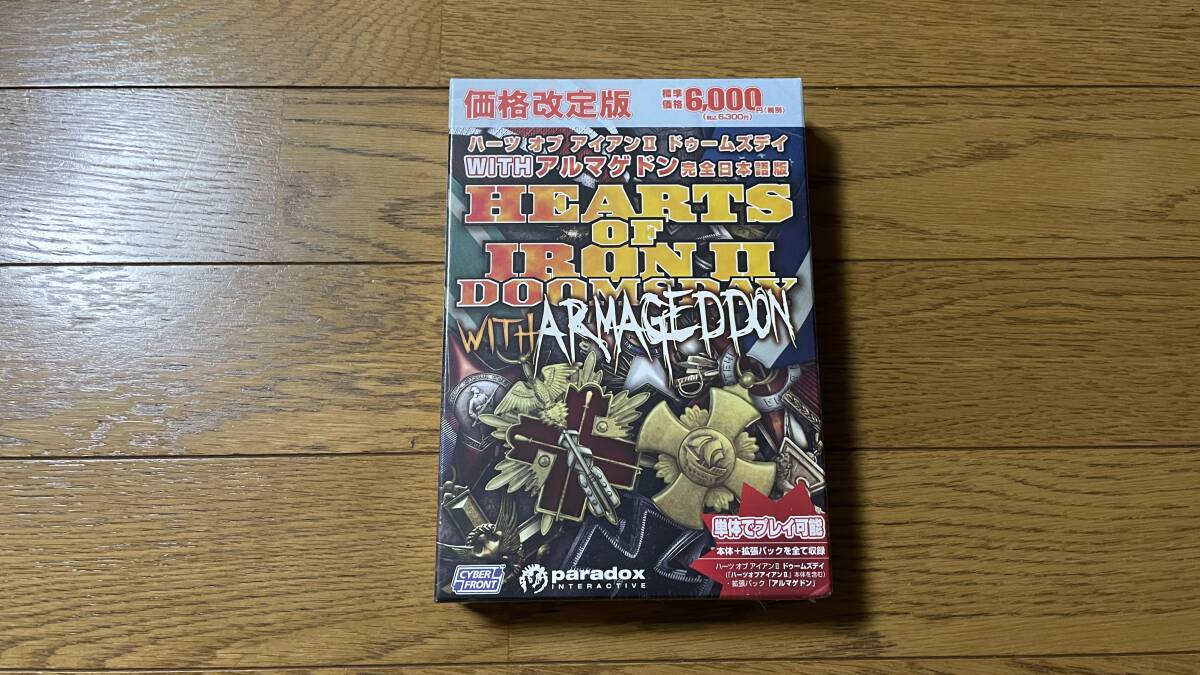 価格改定版
標準価格 6,000円(税別)
(税込 6,300円)
ハーツ オブ アイアンⅡ ドゥームズデイ
WITH アルマゲドン 完全日本語版
HEARTS
OF
IRON II
DOOMSDAY
WITH ARMAGEDDON
単体でプレイ可能
本体+拡張パックを全て収録
ハーツ オブ アイアンⅡ ドゥームズデイ
(「ハーツオブアイアンⅡ」本体を含む)
・拡張パック「アルマゲドン」
CYBER
FRONT
paradox
INTERACTIVE